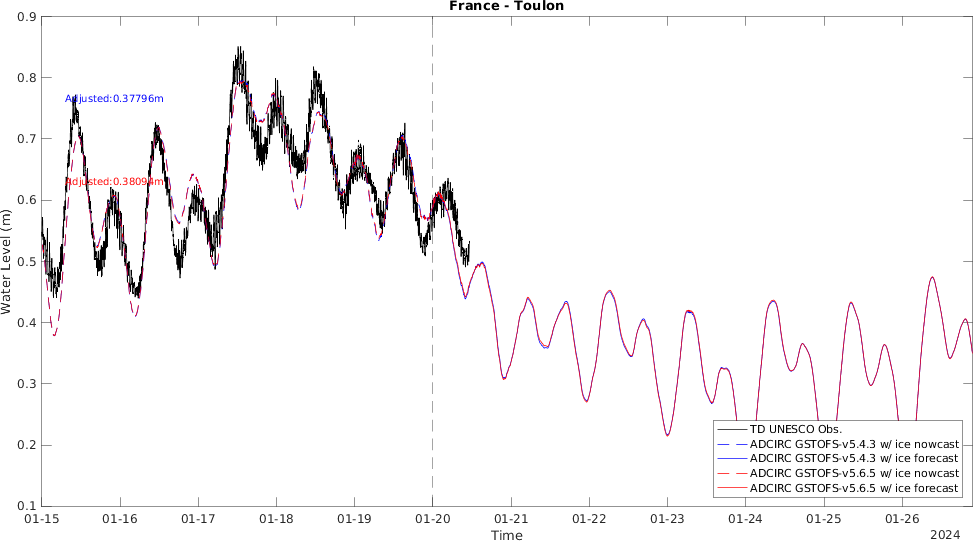 France - Toulon
Water Level (m)
0.9
0.8
0.7
0.6
0.5
0.4
0.3
0.2
0.1
Adjusted:0.37796m
Adjusted:0.38094m
TD UNESCO Obs.
ADCIRC GSTOFS-v5.4.3 w/ ice nowcast
ADCIRC GSTOFS-v5.4.3 w/ ice forecast
ADCIRC GSTOFS-v5.6.5 w/ ice nowcast
ADCIRC GSTOFS-v5.6.5 w/ ice forecast
01-15 01-16 01-17 01-18 01-19 01-20 01-21 01-22 01-23 01-24 01-25 01-26
Time
2024